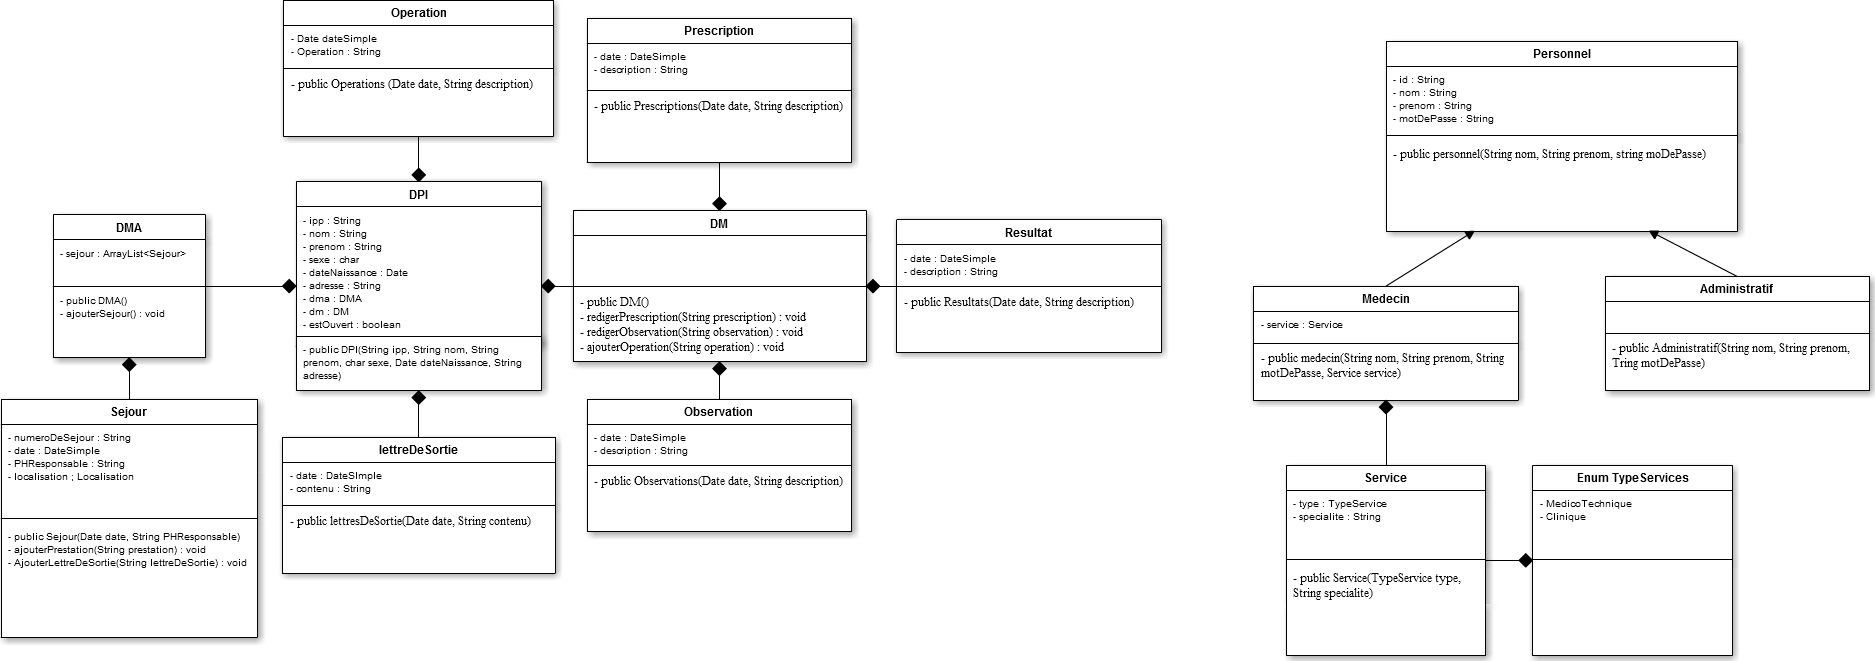 Operation
- Date dateSimple
- Operation : String
- public Operations (Date date, String description)
Prescription
- date : DateSimple
- description : String
- public Prescriptions(Date date, String description)
Personnel
- id : String
- nom : String
- prenom : String
- motDePasse : String
- public personnel(String nom, String prenom, string moDePasse)
DMA
- sejour : ArrayList<Sejour>
- public DMA()
- ajouterSejour() : void
DPI
- ipp : String
- nom : String
- prenom : String
- sexe : char
- dateNaissance : Date
- adresse : String
- dma : DMA
- dm : DM
- estOuvert : boolean
- public DPI(String ipp, String nom, String
prenom, char sexe, Date dateNaissance, String
adresse)
DM
- public DM()
- redigerPrescription(String prescription) : void
- redigerObservation(String observation) : void
- ajouterOperation(String operation) : void
Resultat
- date : DateSimple
- description : String
- public Resultats(Date date, String description)
Medecin
- service : Service
- public medecin(String nom, String prenom, String
motDePasse, Service service)
Administratif
- public Administratif(String nom, String prenom,
Tring motDePasse)
Sejour
- numeroDeSejour : String
- date : DateSimple
- PHResponsable : String
- localisation ; Localisation
- public Sejour(Date date, String PHResponsable)
- ajouterPrestation(String prestation) : void
- AjouterLettreDeSortie(String lettreDeSortie) : void
lettreDeSortie
- date : DateSImple
- contenu : String
- public lettresDeSortie(Date date, String contenu)
Observation
- date : DateSimple
- description : String
- public Observations(Date date, String description)
Service
- type : TypeService
- specialite : String
- public Service(TypeService type,
String specialite)
Enum TypeServices
- MedicoTechnique
- Clinique